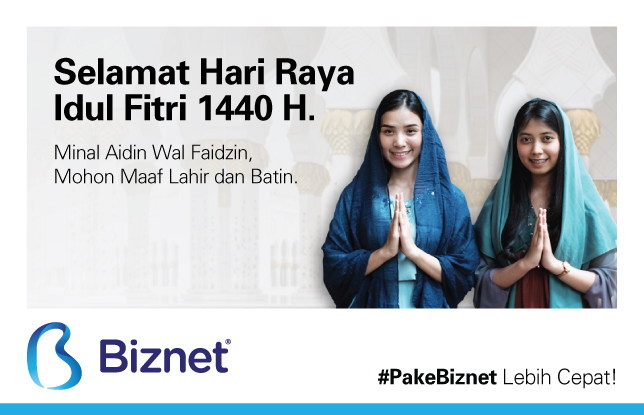 Selamat Hari Raya
Idul Fitri 1440 H.
Minal Aidin Wal Faidzin,
Mohon Maaf Lahir dan Batin.
Biznet®
#PakeBiznet Lebih Cepat!